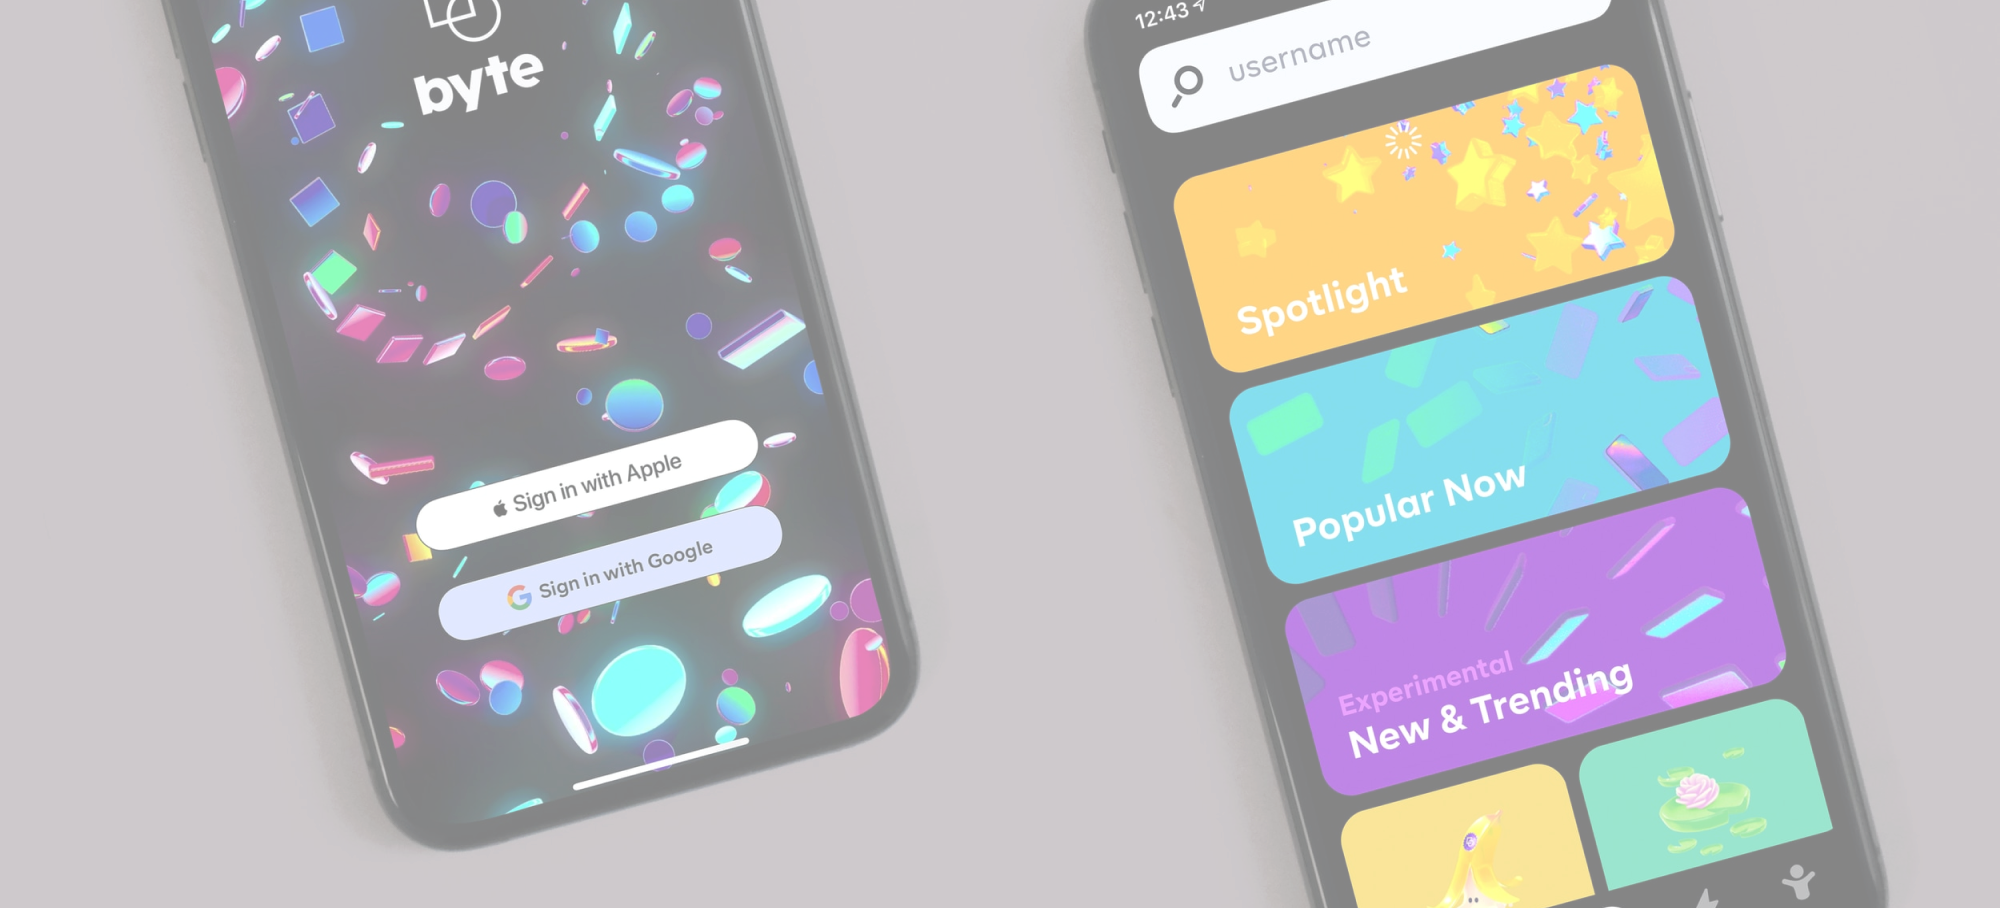 byte
Sign in with Apple
Sign in with Google
12:43
username
Spotlight
Popular Now
Experimental
New & Trending